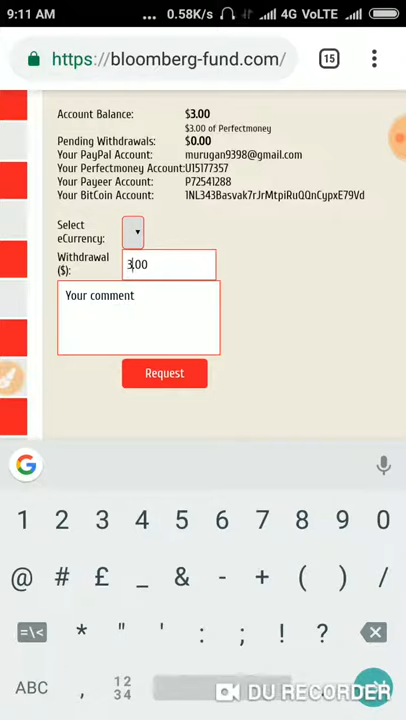 9:11 AM
... 0.58K/s 4G VoLTE
https://bloomberg-fund.com/
15
Account Balance: $3.00
$3.00 of Perfectmoney
Pending Withdrawals: $0.00
Your PayPal Account: murugan9398@gmail.com
Your Perfectmoney Account: U15177357
Your Payeer Account: P72541288
Your BitCoin Account: 1NL343Basvak7rJrMtpiRuQQnCypxE79Vd
Select
eCurrency:
Withdrawal
($): 3.00
Your comment
Request
G
1 2 3 4 5 6 7 8 9 0
@ # £ _ & - + ( ) /
=\< * " ' : ; ! ?
ABC , 12
34
DU RECORDER